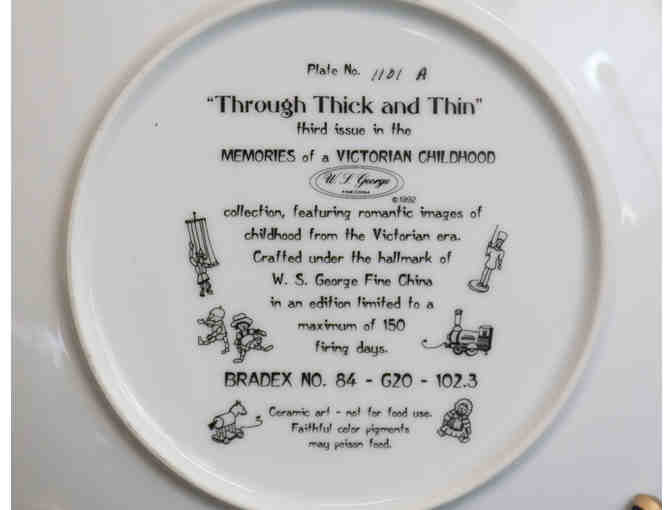 Plate No. 1101 A
"Through Thick and Thin"
third issue in the
MEMORIES of a VICTORIAN CHILDHOOD
W S George
FINE CHINA
©1992
collection, featuring romantic images of
childhood from the Victorian era.
Crafted under the hallmark of
W. S. George Fine China
in an edition limited to a
maximum of 150
firing days.
BRADEX NO. 84 - G20 - 102.3
Ceramic art - not for food use.
Faithful color pigments
may poison food.